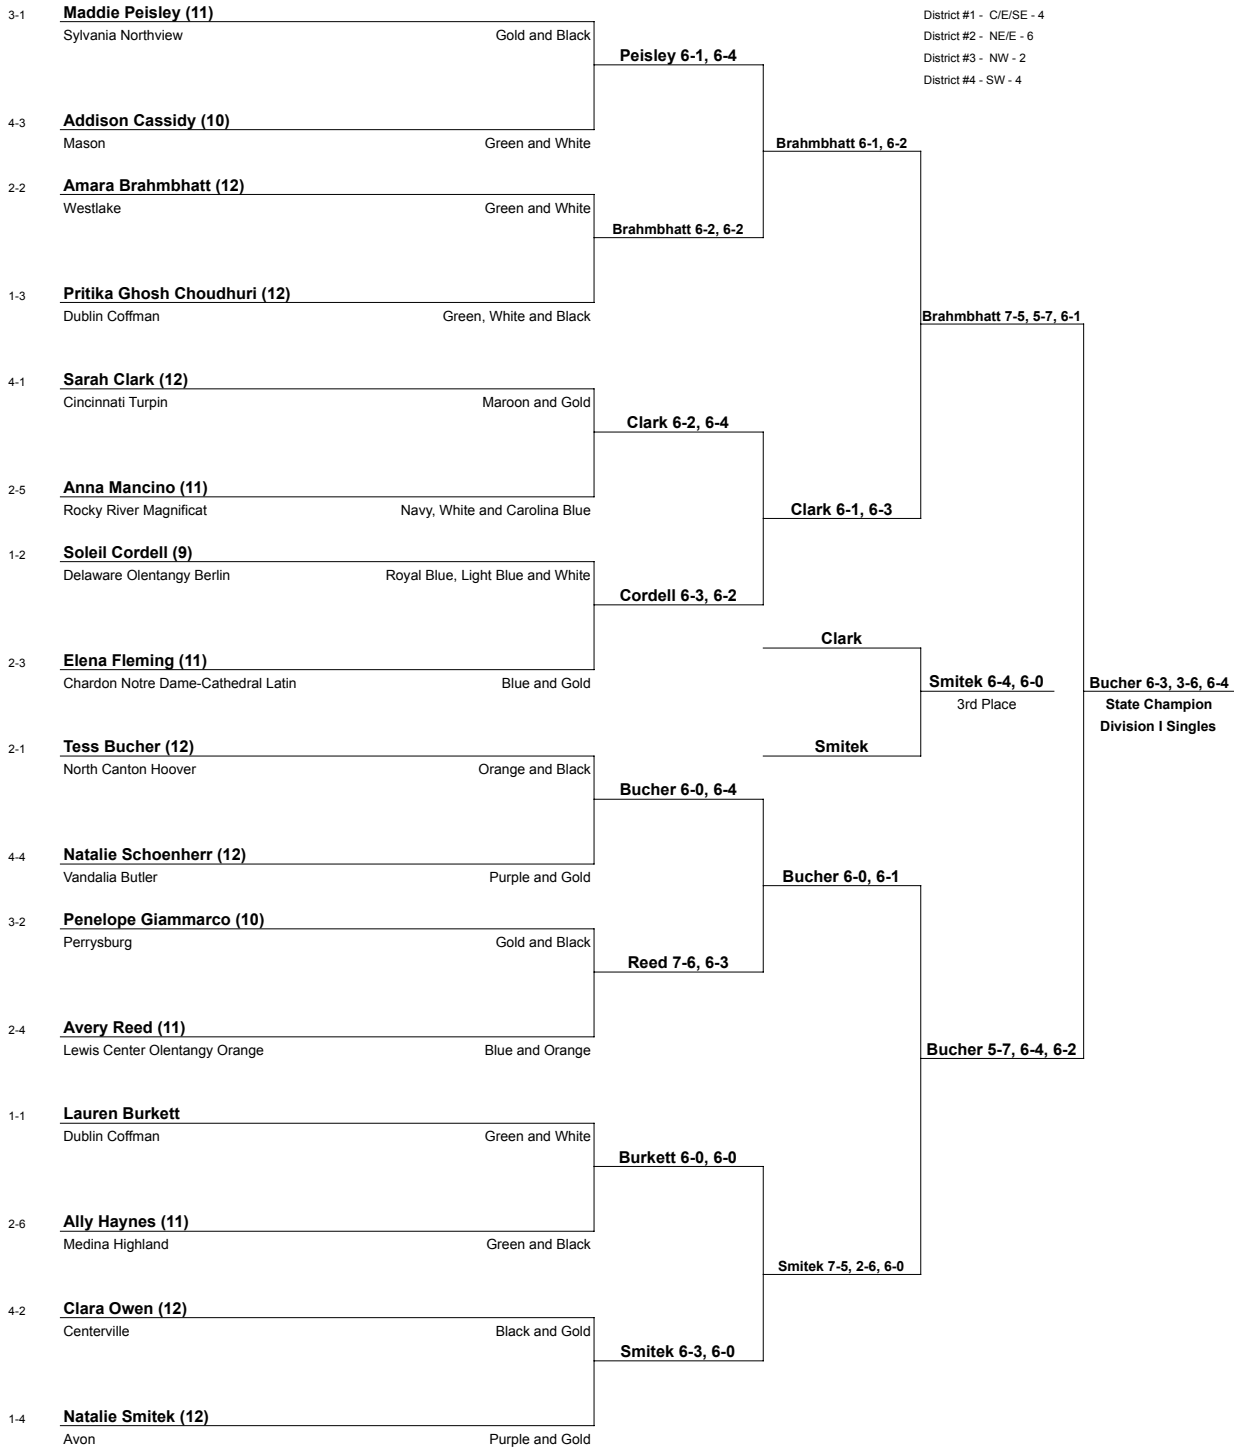 3-1 Maddie Peisley (11)
Sylvania Northview Gold and Black
District #1 - C/E/SE - 4
District #2 - NE/E - 6
District #3 - NW - 2
District #4 - SW - 4
Peisley 6-1, 6-4
4-3 Addison Cassidy (10)
Mason Green and White
Brahmbhatt 6-1, 6-2
2-2 Amara Brahmbhatt (12)
Westlake Green and White
Brahmbhatt 6-2, 6-2
1-3 Pritika Ghosh Choudhuri (12)
Dublin Coffman Green, White and Black
Brahmbhatt 7-5, 5-7, 6-1
4-1 Sarah Clark (12)
Cincinnati Turpin Maroon and Gold
Clark 6-2, 6-4
2-5 Anna Mancino (11)
Rocky River Magnificat Navy, White and Carolina Blue
Clark 6-1, 6-3
1-2 Soleil Cordell (9)
Delaware Olentangy Berlin Royal Blue, Light Blue and White
Cordell 6-3, 6-2
Clark
2-3 Elena Fleming (11)
Chardon Notre Dame-Cathedral Latin Blue and Gold
Smitek 6-4, 6-0
3rd Place
Bucher 6-3, 3-6, 6-4
State Champion
Division I Singles
Smitek
2-1 Tess Bucher (12)
North Canton Hoover Orange and Black
Bucher 6-0, 6-4
4-4 Natalie Schoenherr (12)
Vandalia Butler Purple and Gold
Bucher 6-0, 6-1
3-2 Penelope Giammarco (10)
Perrysburg Gold and Black
Reed 7-6, 6-3
2-4 Avery Reed (11)
Lewis Center Olentangy Orange Blue and Orange
Bucher 5-7, 6-4, 6-2
1-1 Lauren Burkett
Dublin Coffman Green and White
Burkett 6-0, 6-0
2-6 Ally Haynes (11)
Medina Highland Green and Black
Smitek 7-5, 2-6, 6-0
4-2 Clara Owen (12)
Centerville Black and Gold
Smitek 6-3, 6-0
1-4 Natalie Smitek (12)
Avon Purple and Gold